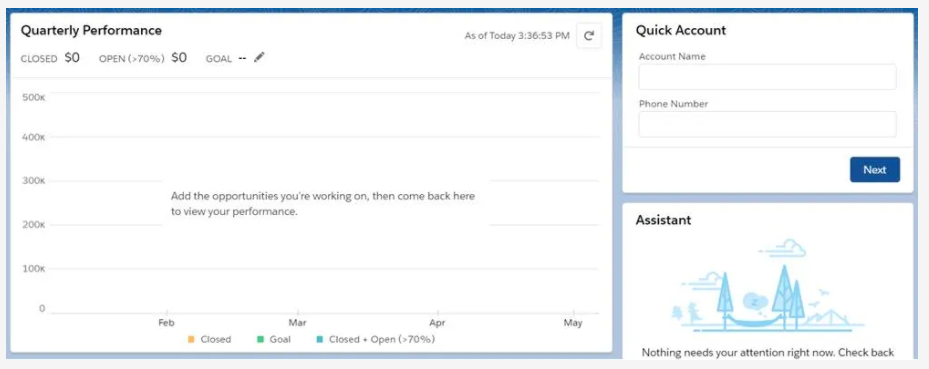 Quarterly Performance
As of Today 3:36:53 PM
CLOSED $0 OPEN (>70%) $0 GOAL --
500K
400K
300K
200K
100K
0
Add the opportunities you're working on, then come back here
to view your performance.
Feb Mar Apr May
Closed Goal Closed + Open (>70%)
Quick Account
Account Name
Phone Number
Next
Assistant
z
Nothing needs your attention right now. Check back